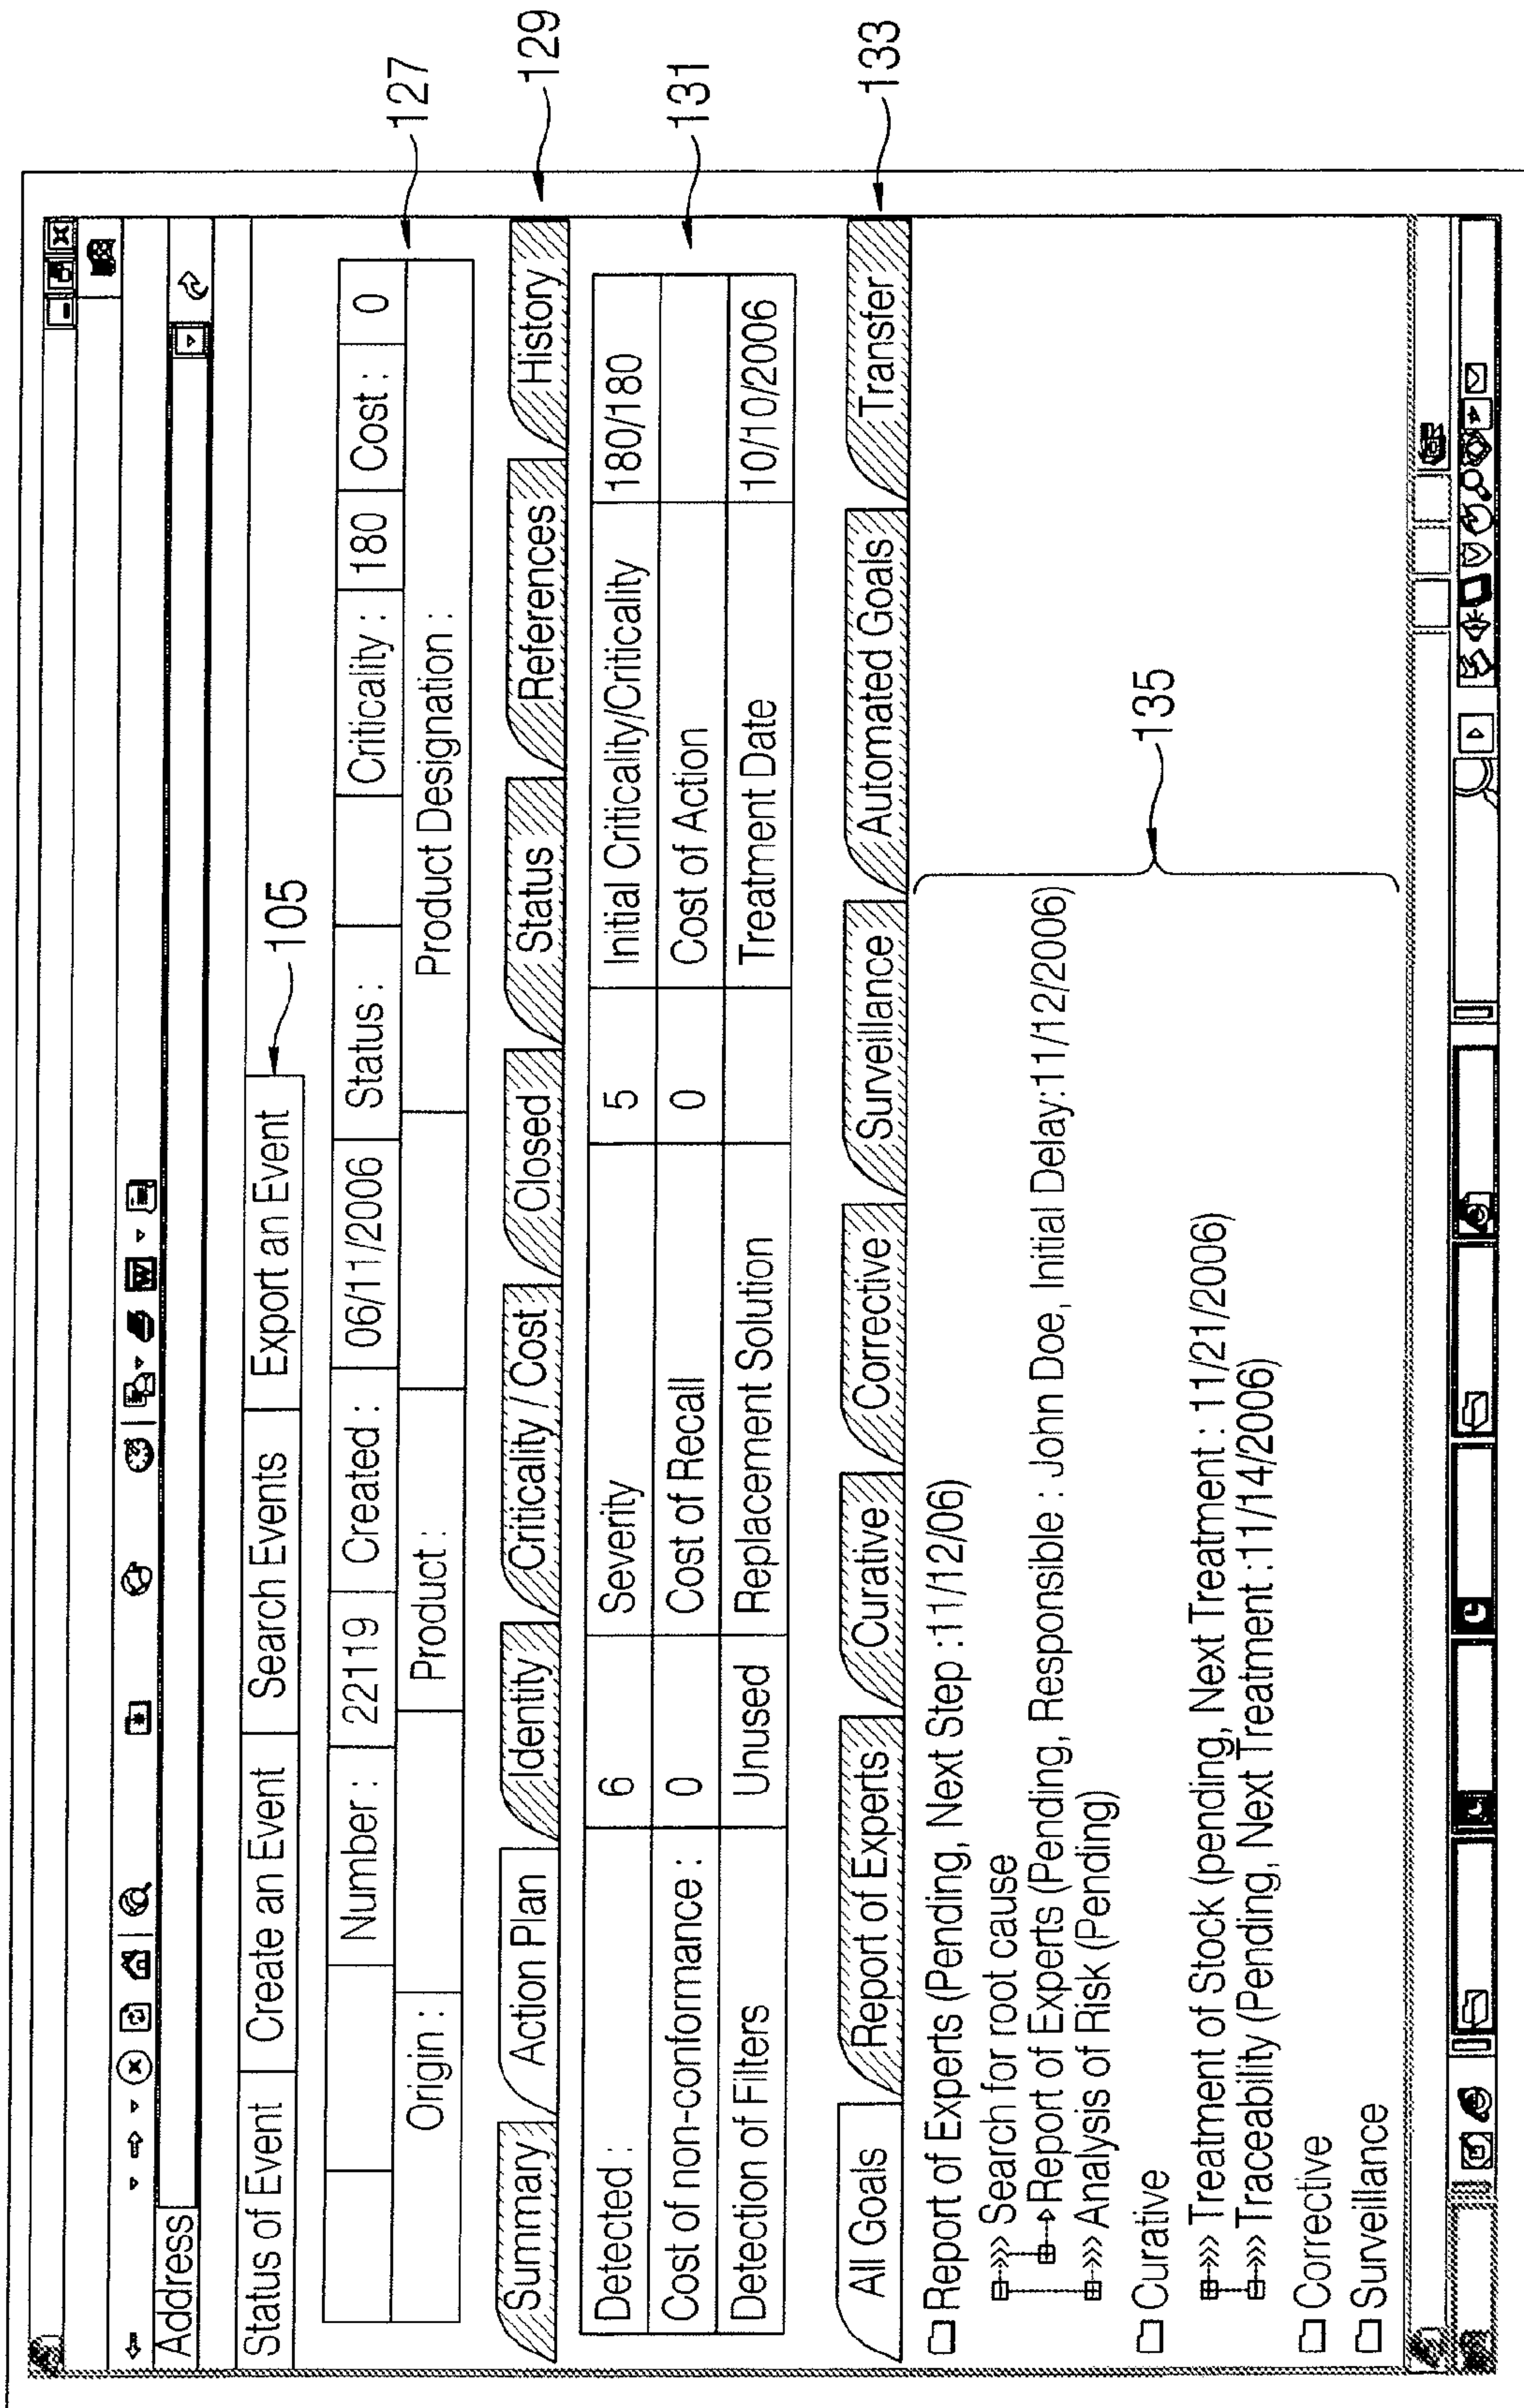 Address
Status of Event Create an Event Search Events Export an Event
105
Number : 22119 Created : 06/11/2006 Status : Criticality : 180 Cost : 0
Origin : Product : Product Designation :
127
Summary Action Plan Identity Criticality / Cost Closed Status References History
129
Detected : 6 Severity 5 Initial Criticality/Criticality 180/180
Cost of non-conformance : 0 Cost of Recall 0 Cost of Action
Detection of Filters Unused Replacement Solution Treatment Date 10/10/2006
131
All Goals Report of Experts Curative Corrective Surveillance Automated Goals Transfer
133
Report of Experts (Pending, Next Step :11/12/06)
Search for root cause
Report of Experts (Pending, Responsible : John Doe, Initial Delay:11/12/2006)
Analysis of Risk (Pending)
Curative
135
Treatment of Stock (pending, Next Treatment : 11/21/2006)
Traceability (Pending, Next Treatment :11/14/2006)
Corrective
Surveillance